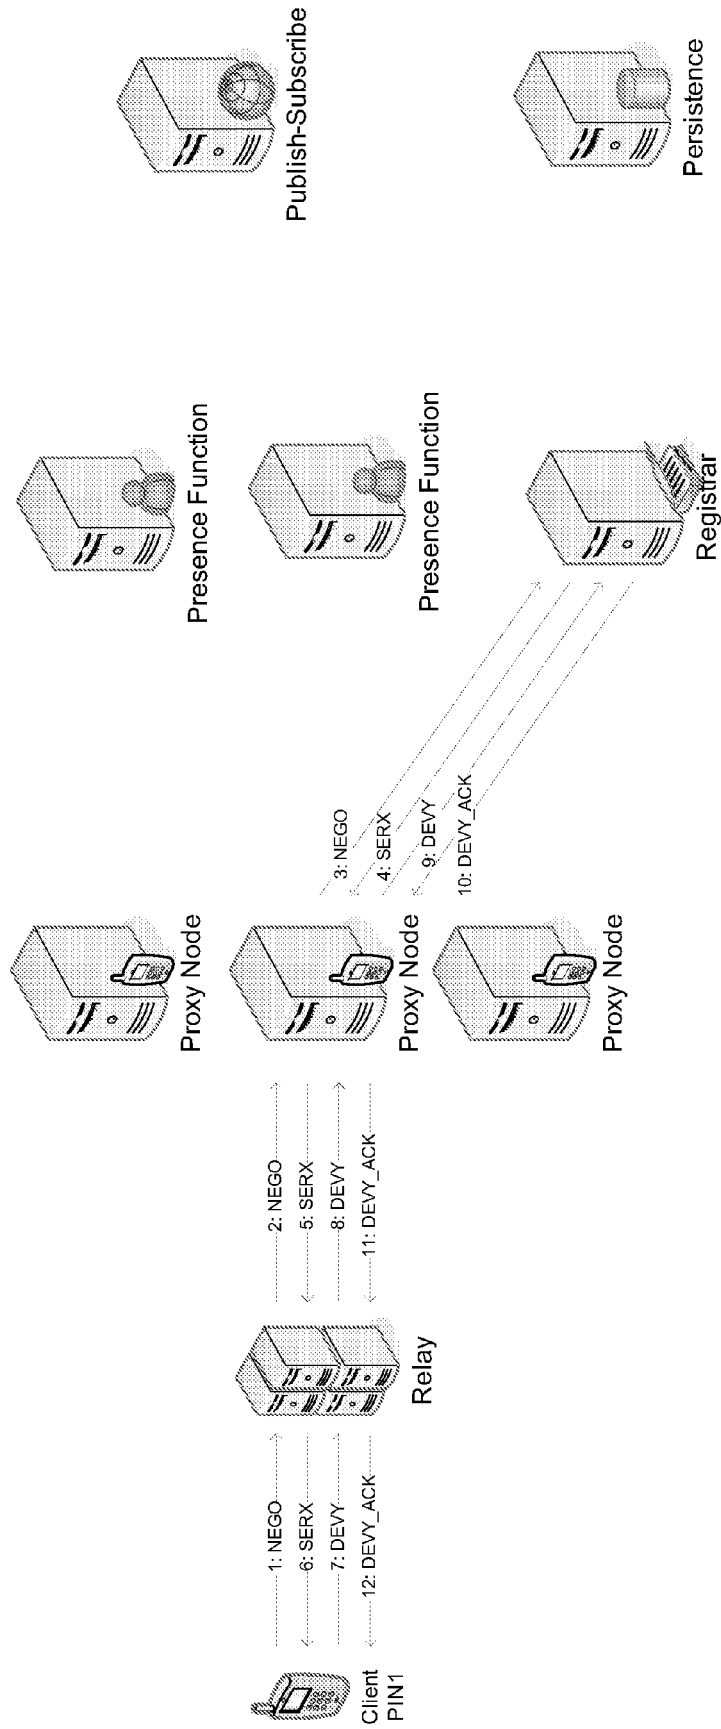 Client
PIN1
1: NEGO
6: SERX
7: DEVY
12: DEVY_ACK
Relay
2: NEGO
5: SERX
8: DEVY
11: DEVY_ACK
Proxy Node
Proxy Node
Proxy Node
3: NEGO
4: SERX
9: DEVY
10: DEVY_ACK
Presence Function
Presence Function
Registrar
Publish-Subscribe
Persistence